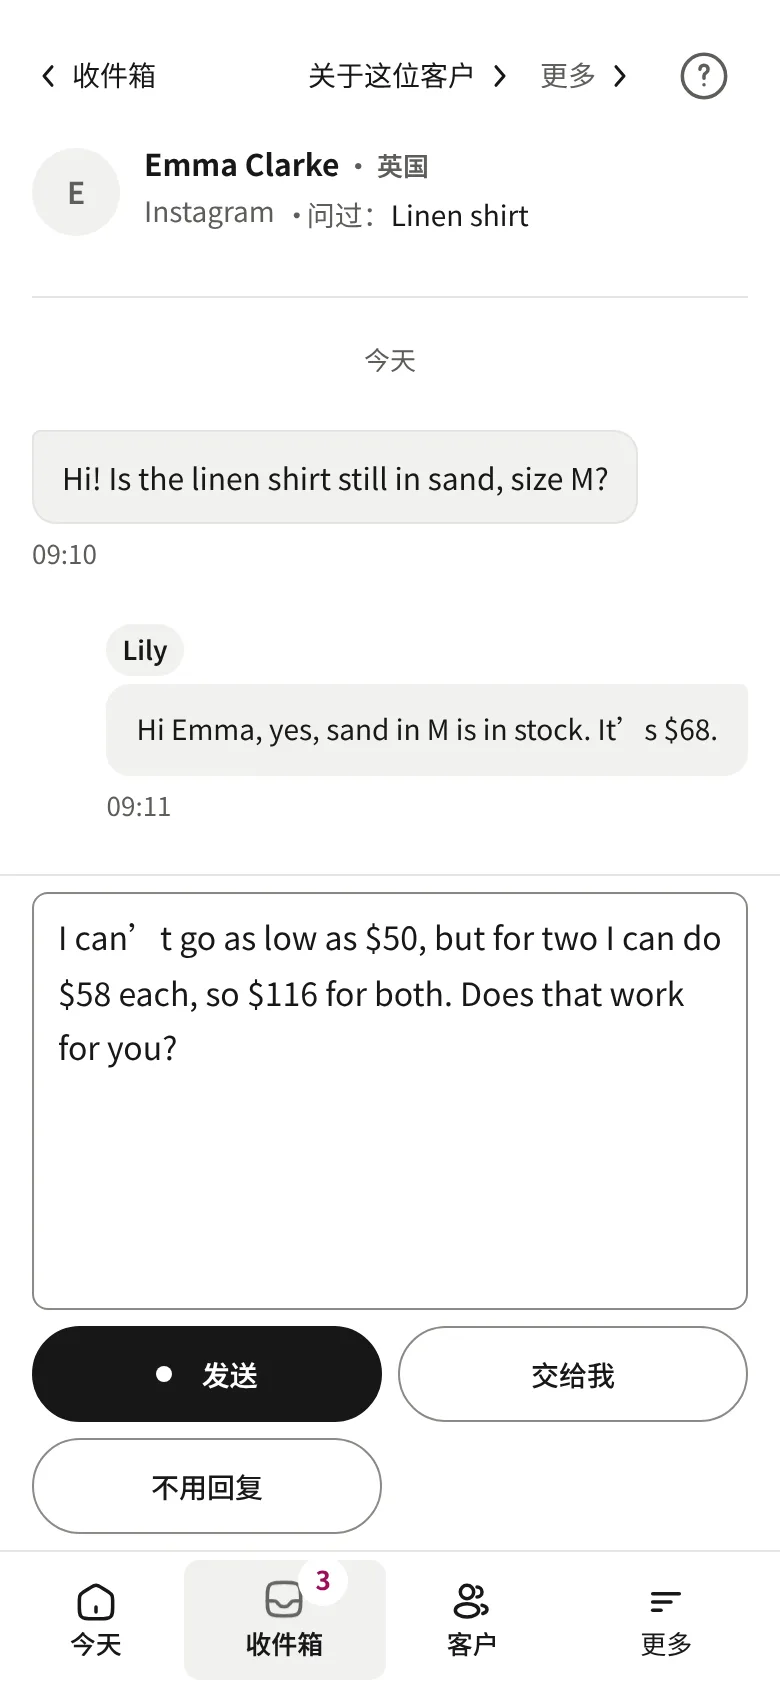 收件箱
关于这位客户
更多
?
E
Emma Clarke · 英国
Instagram · 问过： Linen shirt
今天
Hi! Is the linen shirt still in sand, size M?
09:10
Lily
Hi Emma, yes, sand in M is in stock. It’s $68.
09:11
I can’t go as low as $50, but for two I can do
$58 each, so $116 for both. Does that work
for you?
发送
交给我
不用回复
3
今天
收件箱
客户
更多